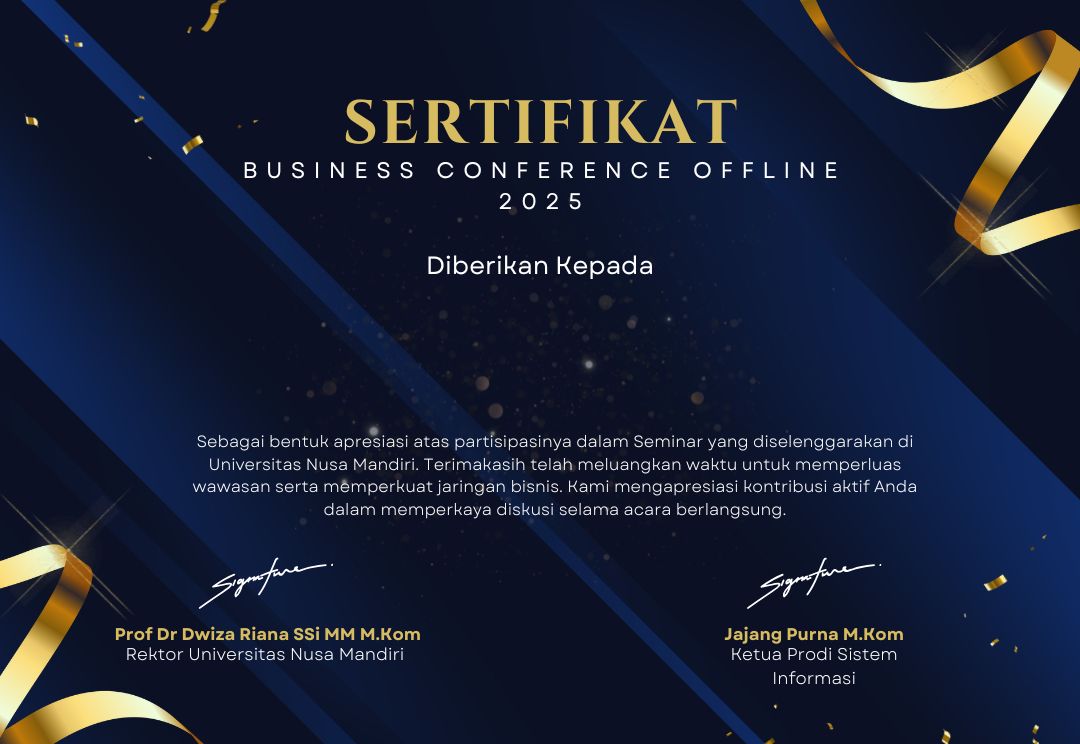 SERTIFIKAT
BUSINESS CONFERENCE OFFLINE
2025
Diberikan Kepada
Sebagai bentuk apresiasi atas partisipasinya dalam Seminar yang diselenggarakan di
Universitas Nusa Mandiri. Terimakasih telah meluangkan waktu untuk memperluas
wawasan serta memperkuat jaringan bisnis. Kami mengapresiasi kontribusi aktif Anda
dalam memperkaya diskusi selama acara berlangsung.
Signature
Prof Dr Dwiza Riana SSi MM M.Kom
Rektor Universitas Nusa Mandiri
Signature
Jajang Purna M.Kom
Ketua Prodi Sistem
Informasi